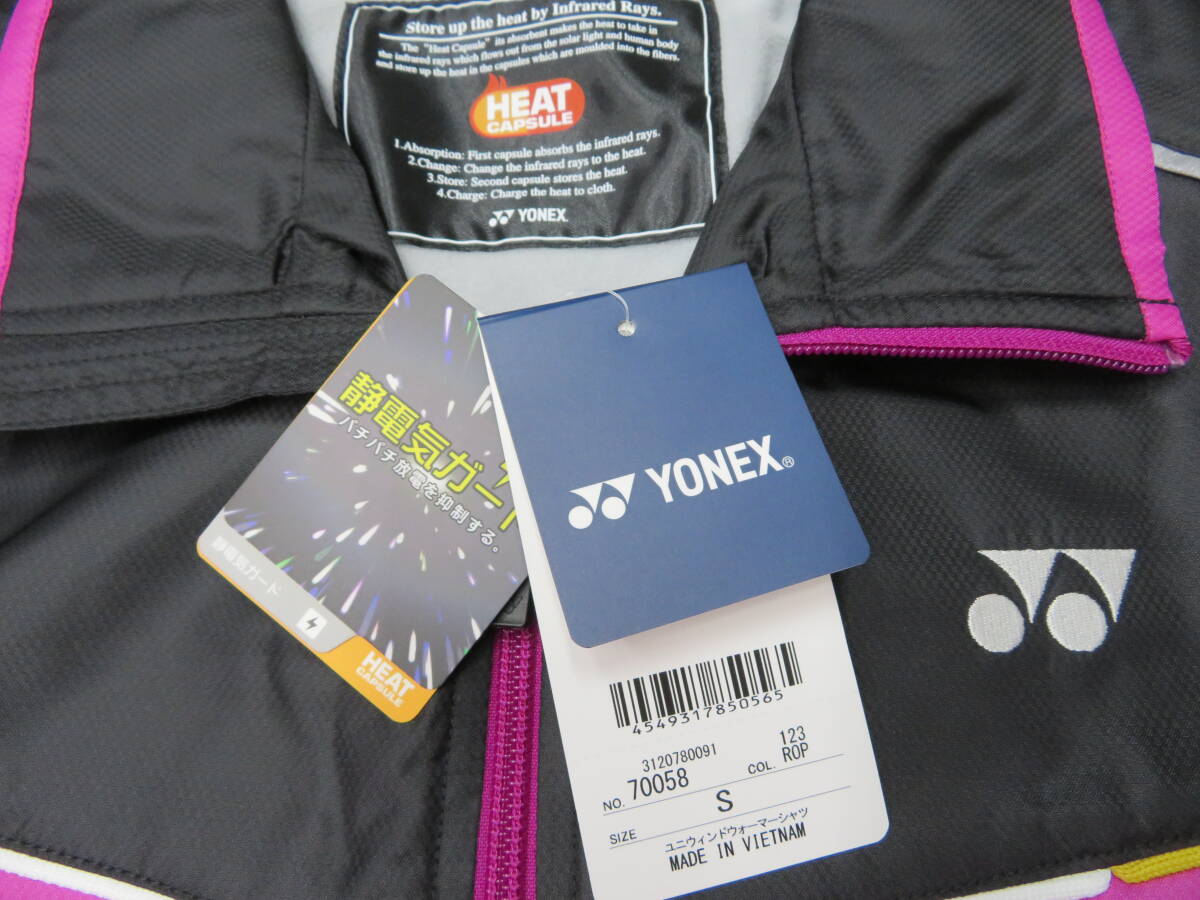 Store up the heat by Infrared Rays.
The "Heat Capsule" its absorbent makes the heat to take in
the infrared rays which flows out from the solar light and human body
and store up the heat in the capsules which are moulded into the fibers.
HEAT
CAPSULE
1.Absorption: First capsule absorbs the infrared rays.
2.Change: Change the infrared rays to the heat.
3.Store: Second capsule stores the heat.
4.Charge: Charge the heat to cloth.
YONEX
静電気ガード
バチバチ放電を抑制する。
静電気ガード
HEAT
CAPSULE
YONEX®
4549317850565
3120780091 123
NO. 70058 COL. ROP
SIZE S
ユニウィンドウォーマーシャツ
MADE IN VIETNAM